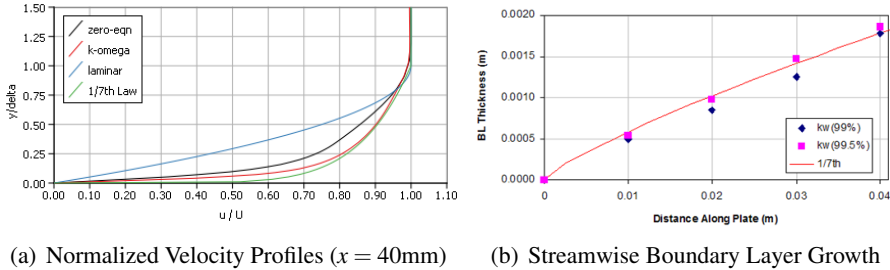 1.50
1.25
1.00
0.75
0.50
0.25
0.00
y/delta
zero-eqn
k-omega
laminar
1/7th Law
0.00 0.10 0.20 0.30 0.40 0.50 0.60 0.70 0.80 0.90 1.00 1.10
u / U
(a) Normalized Velocity Profiles (x = 40mm)
0.0020
0.0015
0.0010
0.0005
0.0000
BL Thickness (m)
kw(99%)
kw(99.5%)
1/7th
0 0.01 0.02 0.03 0.04
Distance Along Plate (m)
(b) Streamwise Boundary Layer Growth